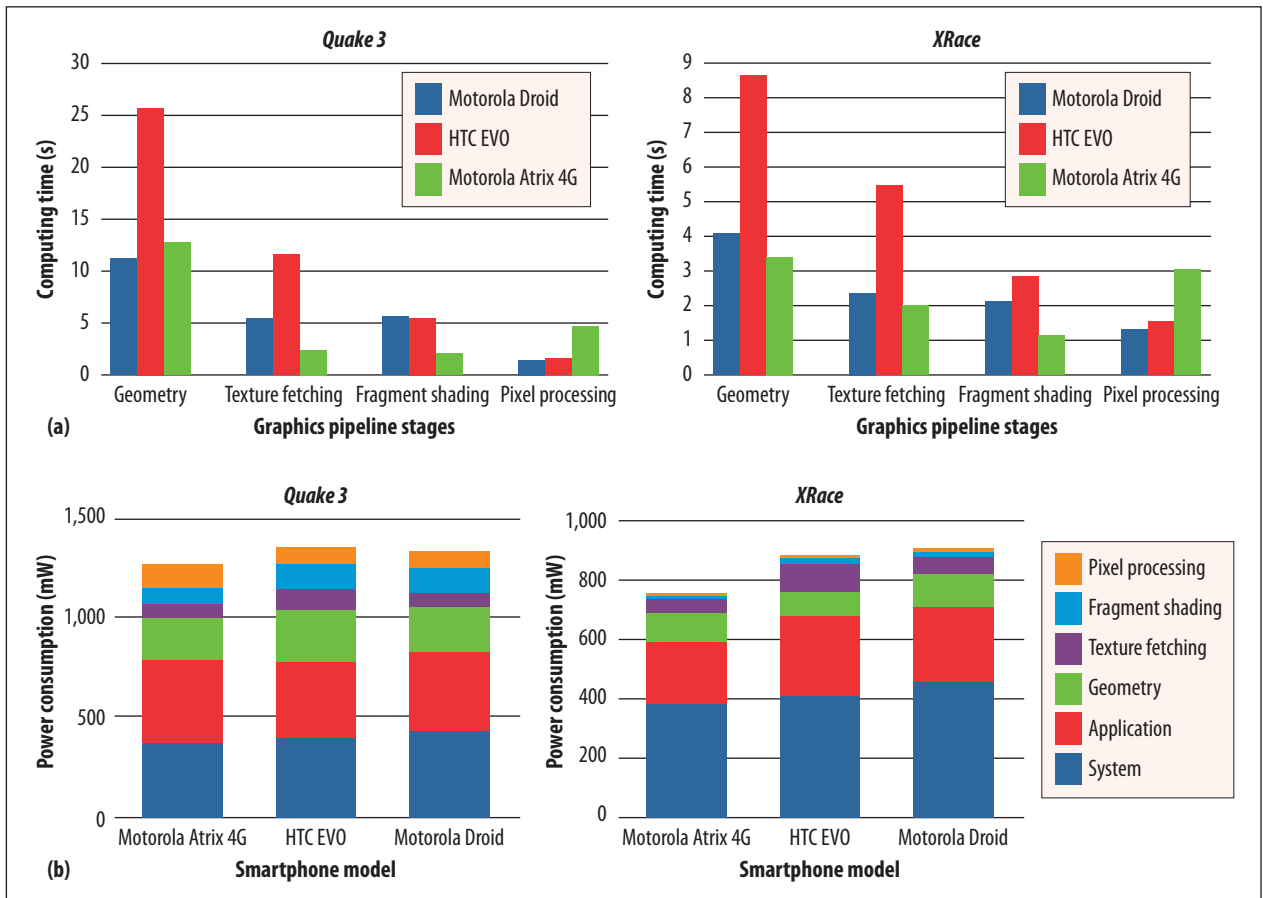 Quake 3
30
25
20
15
10
5
0
Computing time (s)
Motorola Droid
HTC EVO
Motorola Atrix 4G
Geometry Texture fetching Fragment shading Pixel processing
Graphics pipeline stages
XRace
9
8
7
6
5
4
3
2
1
0
Computing time (s)
Motorola Droid
HTC EVO
Motorola Atrix 4G
Geometry Texture fetching Fragment shading Pixel processing
Graphics pipeline stages
(a)
Quake 3
1,500
1,000
500
0
Power consumption (mW)
Motorola Atrix 4G HTC EVO Motorola Droid
Smartphone model
XRace
1,000
800
600
400
200
0
Power consumption (mW)
Motorola Atrix 4G HTC EVO Motorola Droid
Smartphone model
Pixel processing
Fragment shading
Texture fetching
Geometry
Application
System
(b)